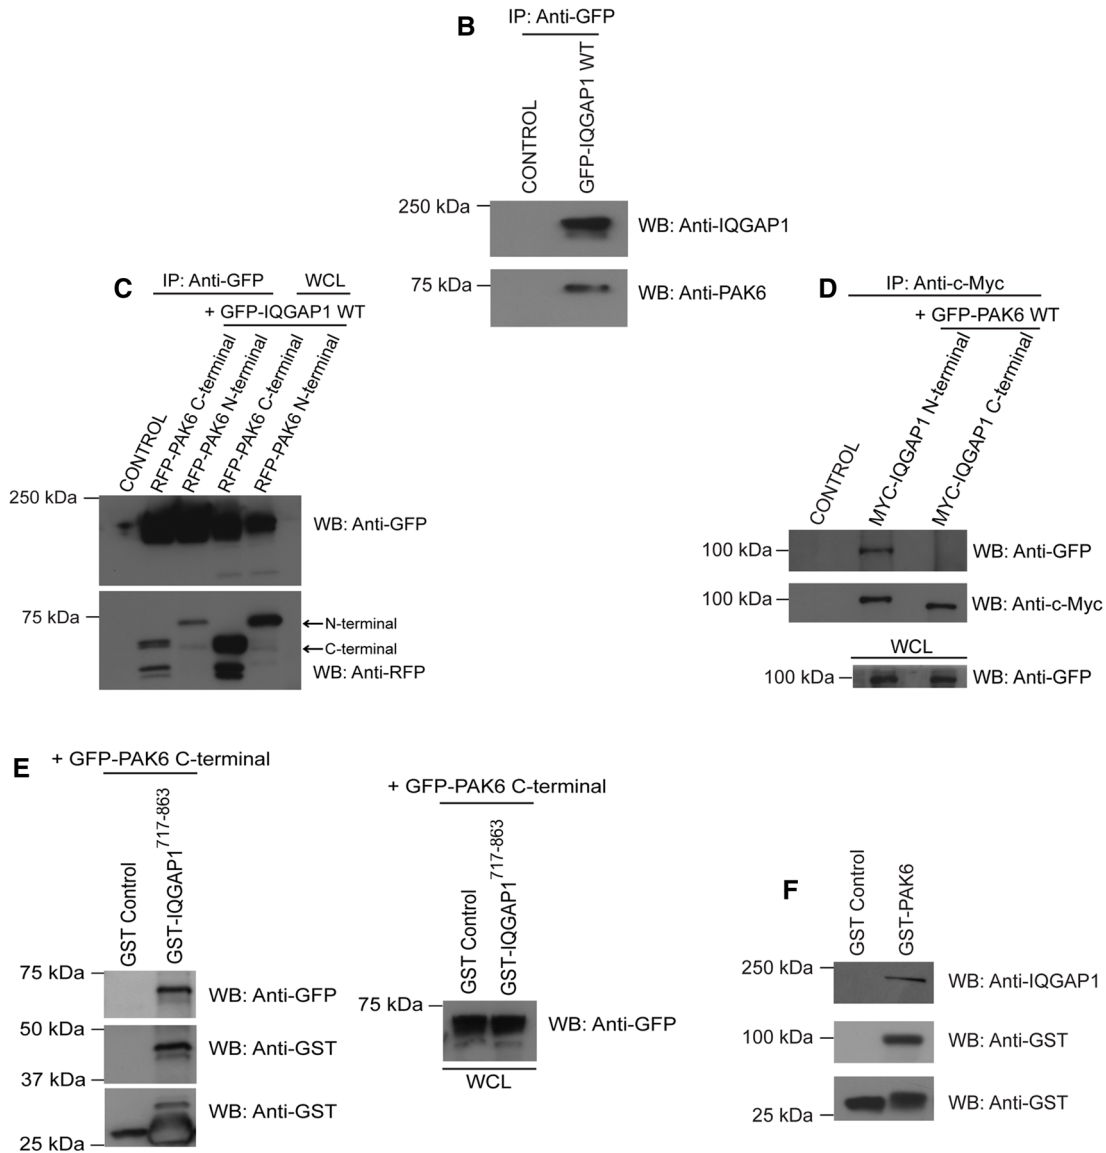 B
IP: Anti-GFP
CONTROL
GFP-IQGAP1 WT
250 kDa
WB: Anti-IQGAP1
75 kDa
WB: Anti-PAK6
C
IP: Anti-GFP
WCL
+ GFP-IQGAP1 WT
CONTROL
RFP-PAK6 C-terminal
RFP-PAK6 N-terminal
RFP-PAK6 C-terminal
RFP-PAK6 N-terminal
250 kDa
WB: Anti-GFP
75 kDa
N-terminal
C-terminal
WB: Anti-RFP
D
IP: Anti-c-Myc
+ GFP-PAK6 WT
CONTROL
MYC-IQGAP1 N-terminal
MYC-IQGAP1 C-terminal
100 kDa
WB: Anti-GFP
100 kDa
WB: Anti-c-Myc
WCL
100 kDa
WB: Anti-GFP
E
+ GFP-PAK6 C-terminal
GST Control
GST-IQGAP1 717-863
75 kDa
WB: Anti-GFP
50 kDa
WB: Anti-GST
37 kDa
WB: Anti-GST
25 kDa
+ GFP-PAK6 C-terminal
GST Control
GST-IQGAP1 717-863
75 kDa
WB: Anti-GFP
WCL
F
GST Control
GST-PAK6
250 kDa
WB: Anti-IQGAP1
100 kDa
WB: Anti-GST
25 kDa
WB: Anti-GST